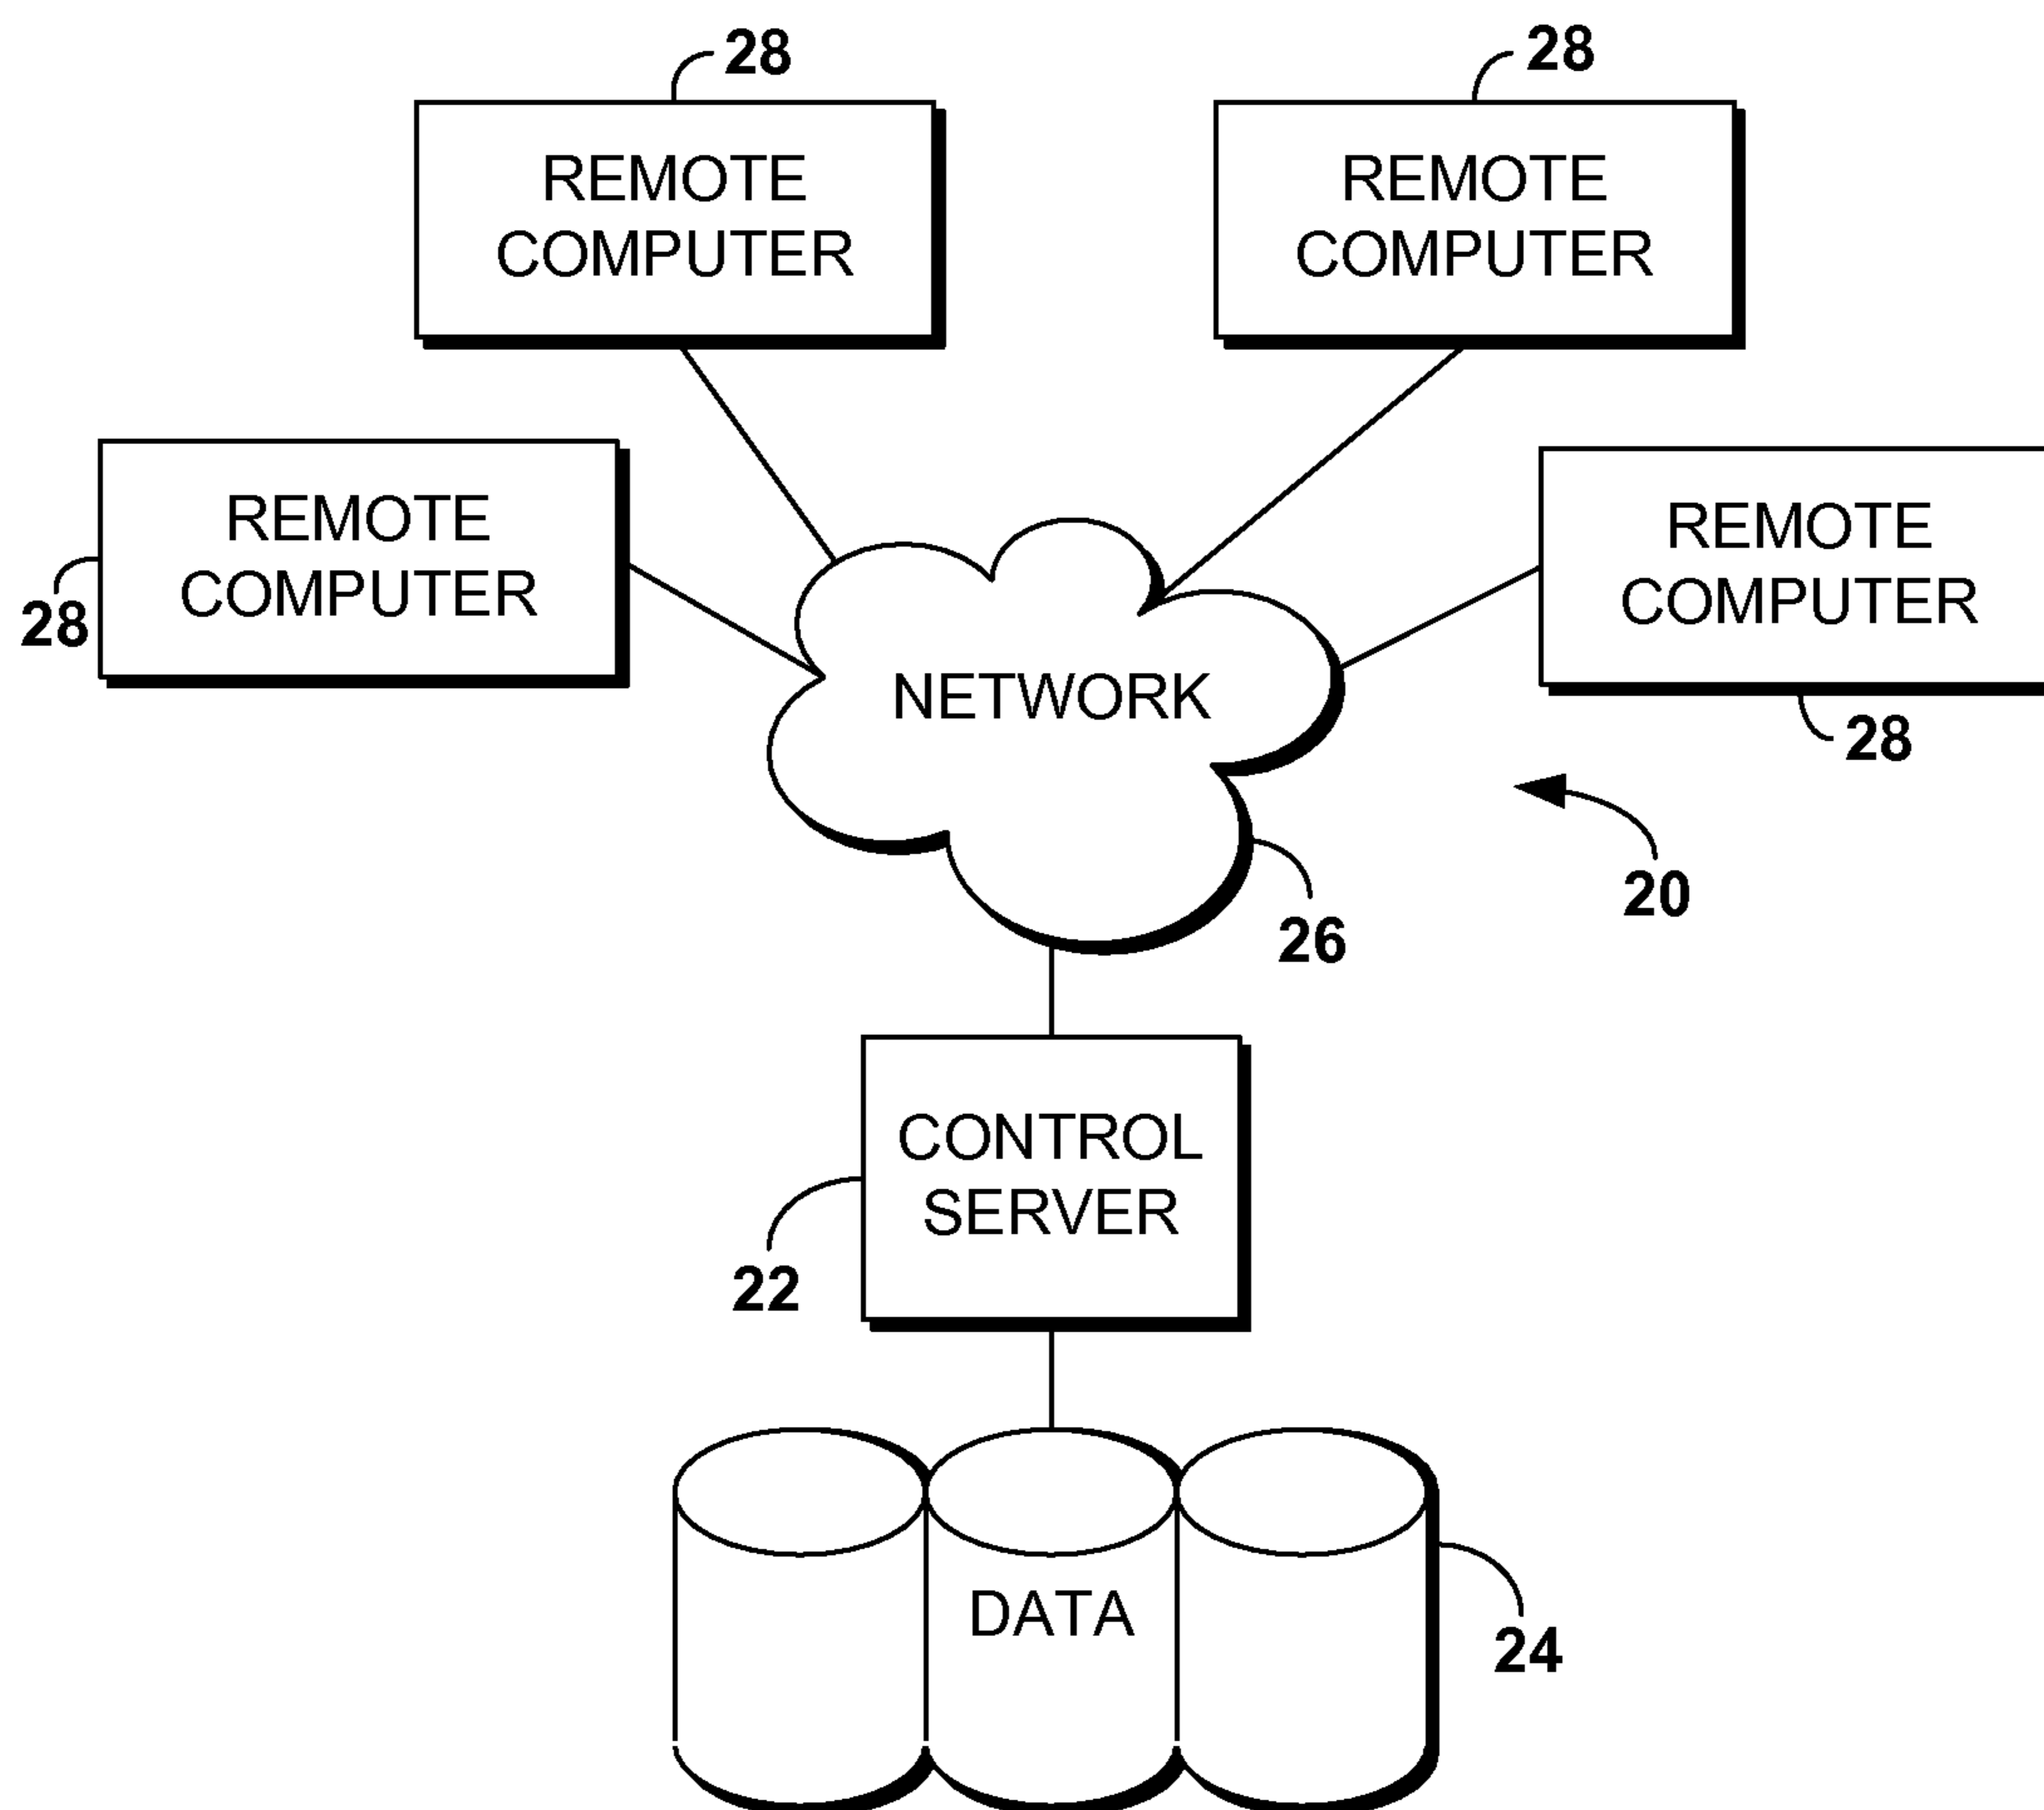 28
28
REMOTE
COMPUTER
REMOTE
COMPUTER
REMOTE
COMPUTER
28
REMOTE
COMPUTER
28
NETWORK
20
26
CONTROL
SERVER
22
DATA
24